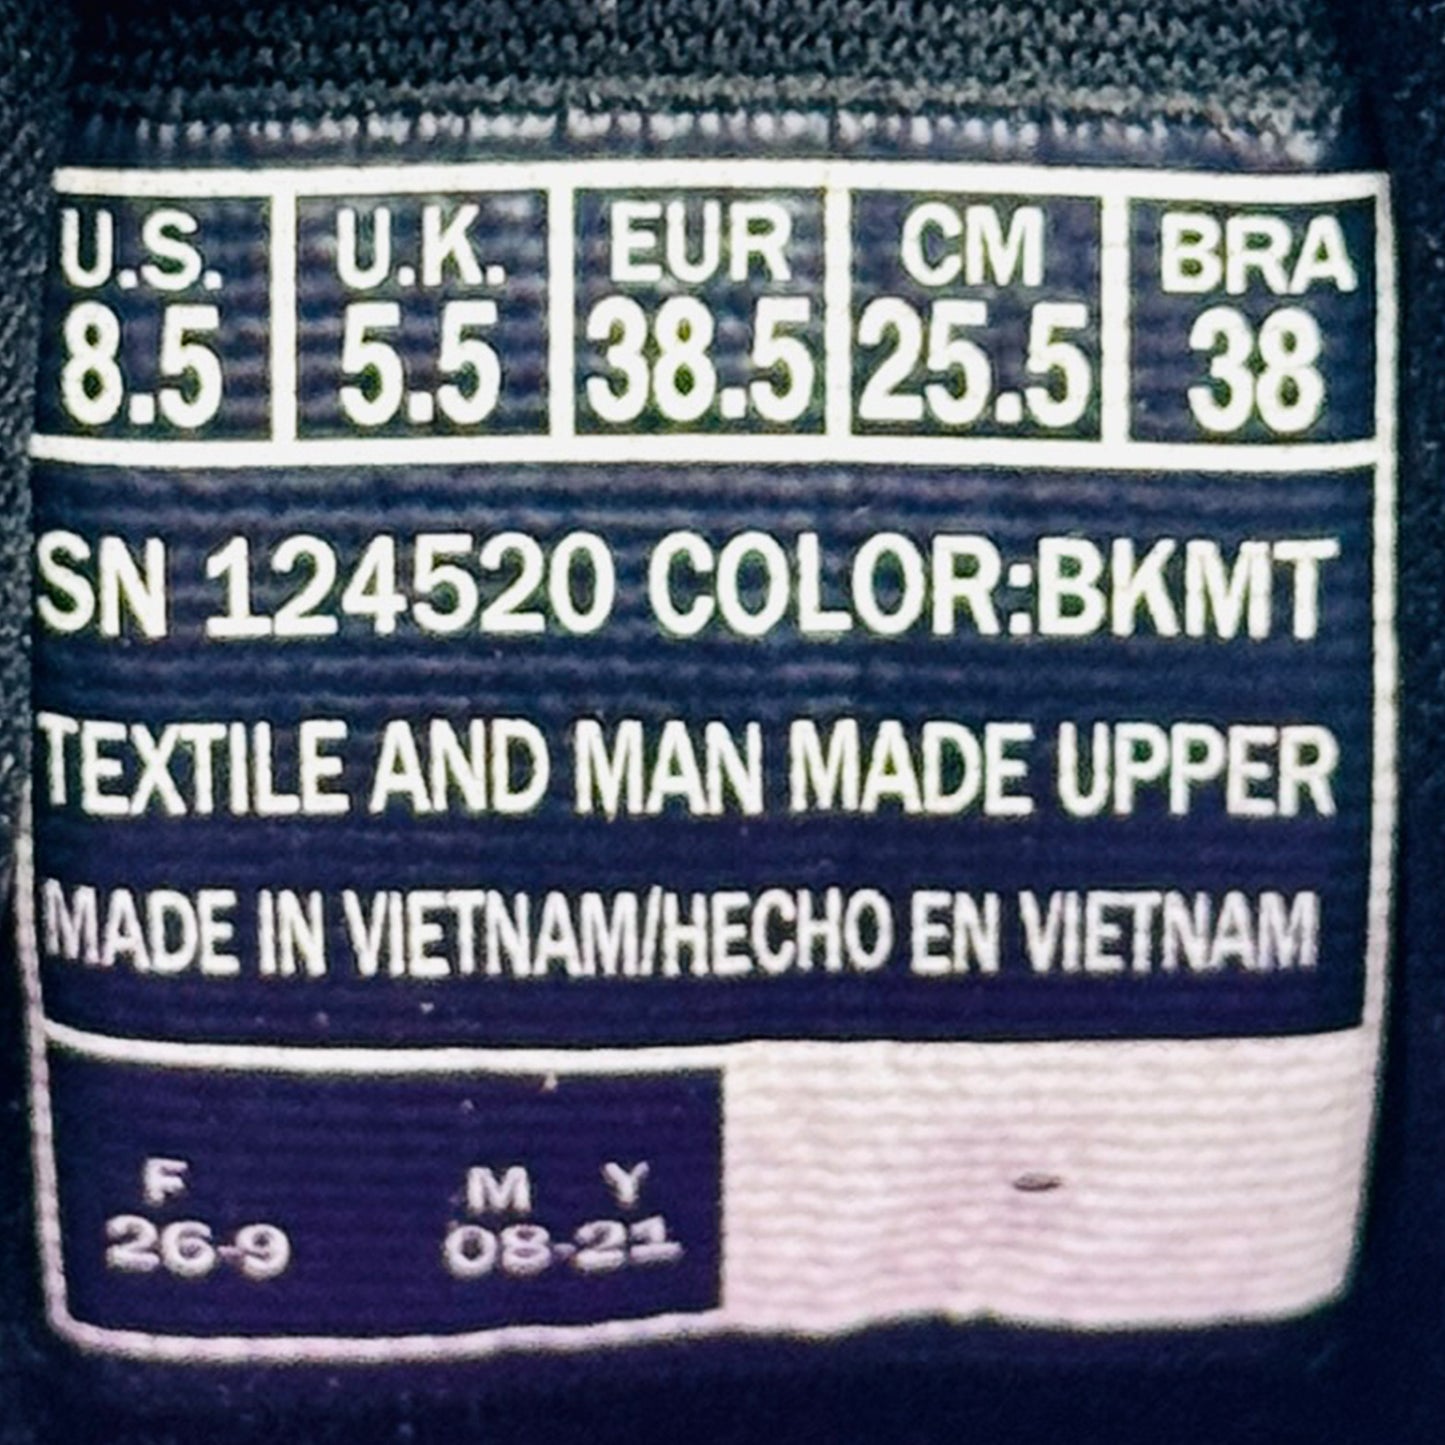 U.S. U.K. EUR CM BRA
8.5 5.5 38.5 25.5 38
SN 124520 COLOR:BKMT
TEXTILE AND MAN MADE UPPER
MADE IN VIETNAM/HECHO EN VIETNAM
F M Y
26-9 08-21